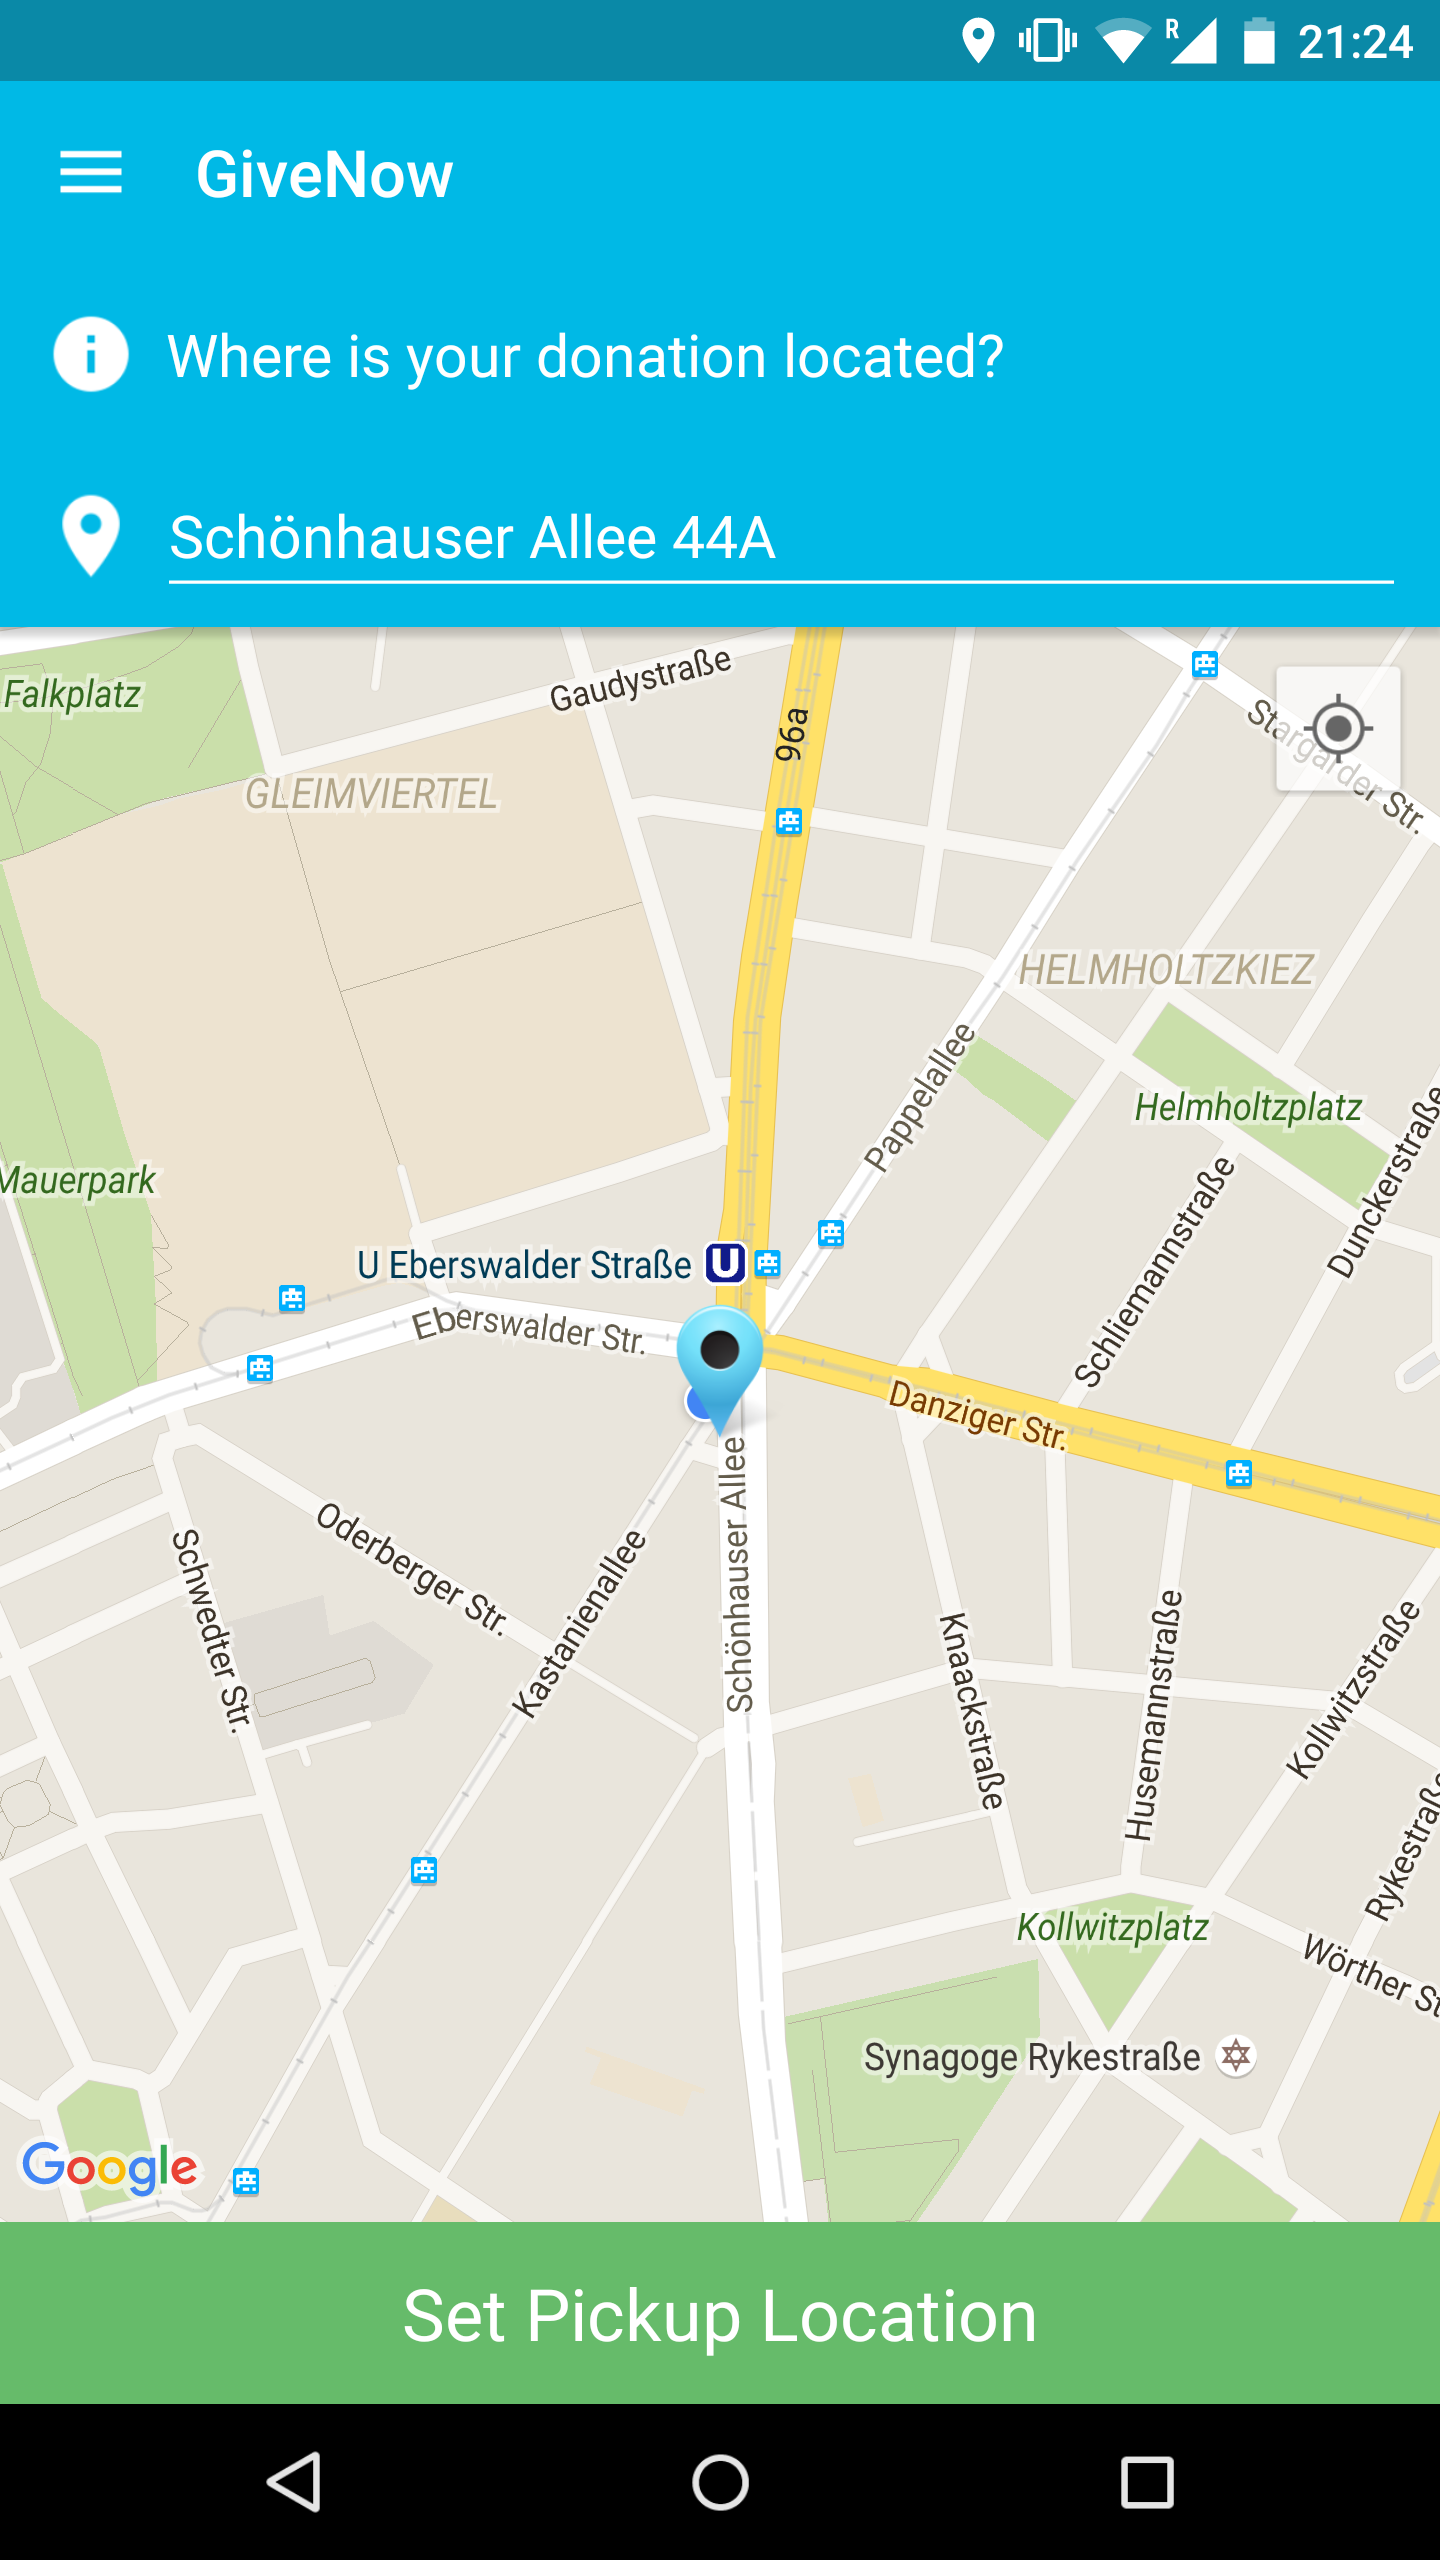 R 21:24
GiveNow
Where is your donation located?
Schönhauser Allee 44A
Gaudystraße
Falkplatz
96a
Stargarder Str.
GLEIMVIERTEL
HELMHOLTZKIEZ
Pappelallee
Helmholtzplatz
Dunckerstraße
Mauerpark
Schliemannstraße
U Eberswalder Straße U
Eberswalder Str.
Danziger Str.
Schönhauser Allee
Oderberger Str.
Schwedter Str.
Kastanienallee
Knaackstraße
Husemannstraße
Kollwitzstraße
Rykestraße
Kollwitzplatz
Wörther St
Synagoge Rykestraße
Google
Set Pickup Location